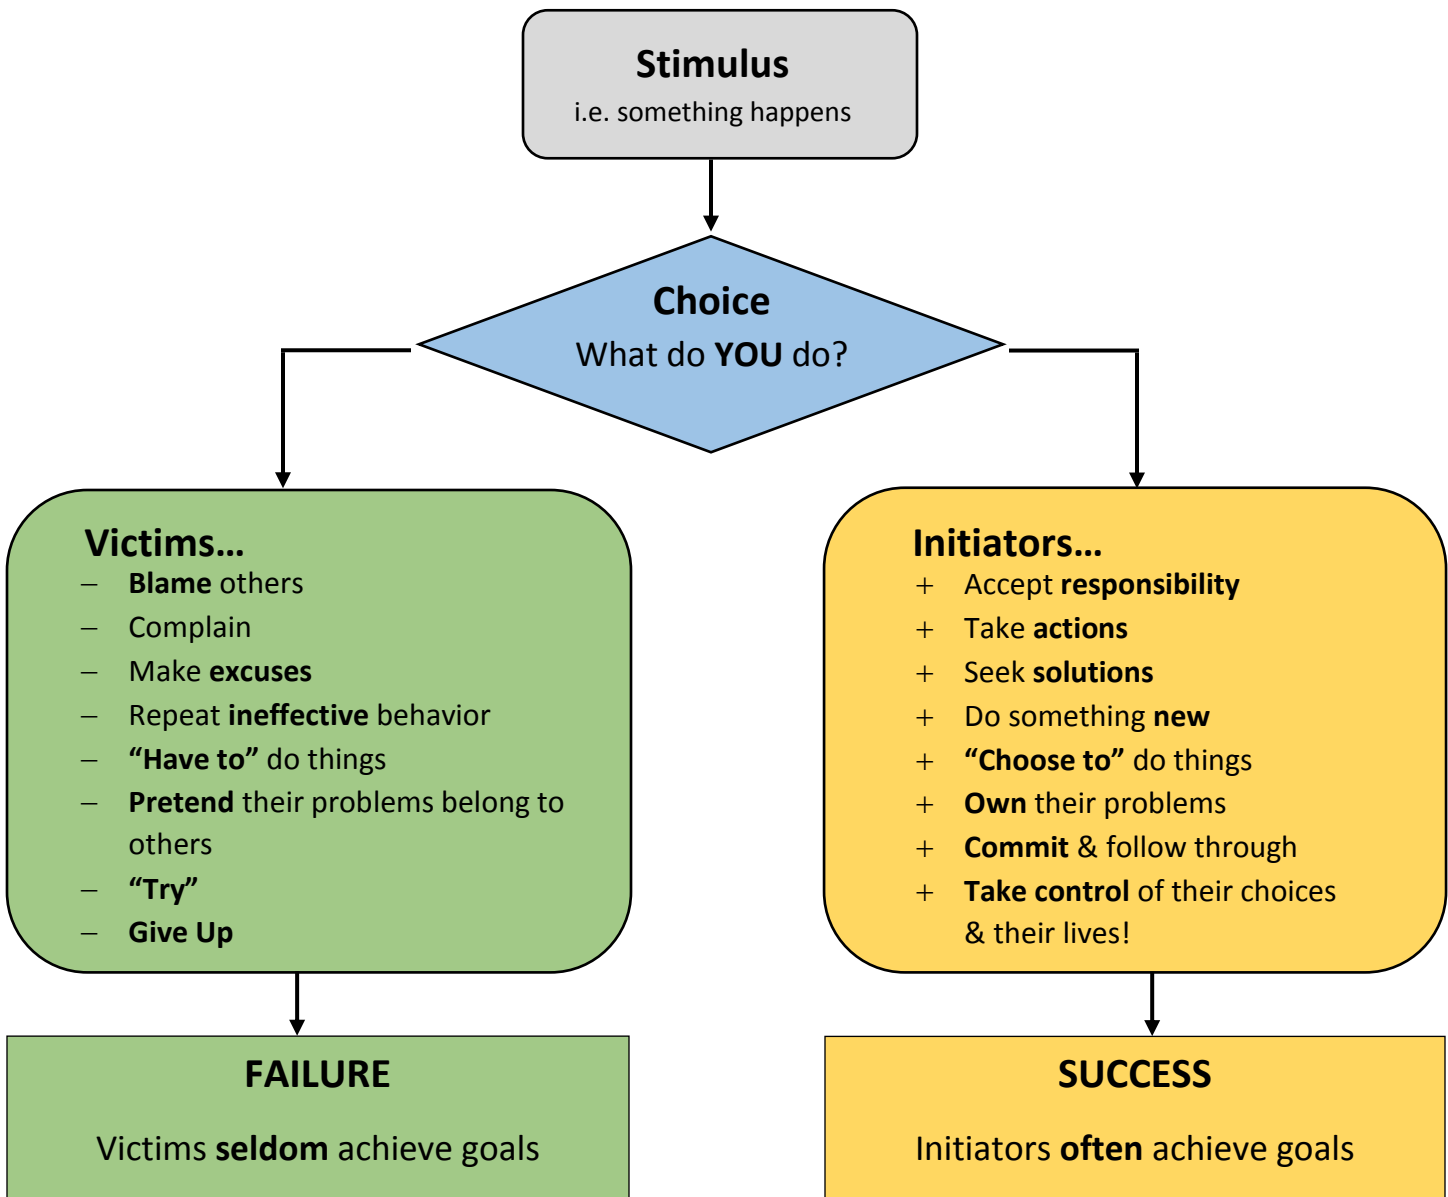 Stimulus
i.e. something happens
Choice
What do YOU do?
Victims…
− Blame others
− Complain
− Make excuses
− Repeat ineffective behavior
− “Have to” do things
− Pretend their problems belong to
others
− “Try”
− Give Up
Initiators…
+ Accept responsibility
+ Take actions
+ Seek solutions
+ Do something new
+ “Choose to” do things
+ Own their problems
+ Commit & follow through
+ Take control of their choices
& their lives!
FAILURE
Victims seldom achieve goals
SUCCESS
Initiators often achieve goals